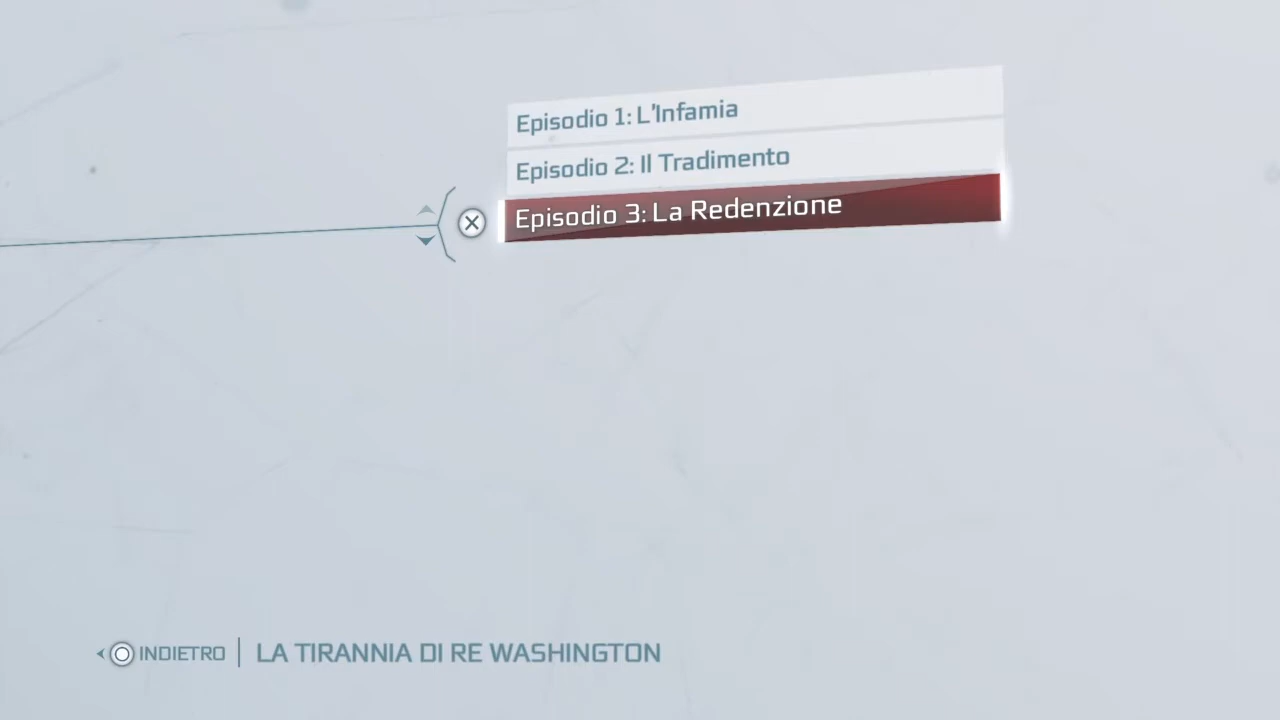 Episodio 1: L'Infamia
Episodio 2: Il Tradimento
Episodio 3: La Redenzione
INDIETRO
LA TIRANNIA DI RE WASHINGTON